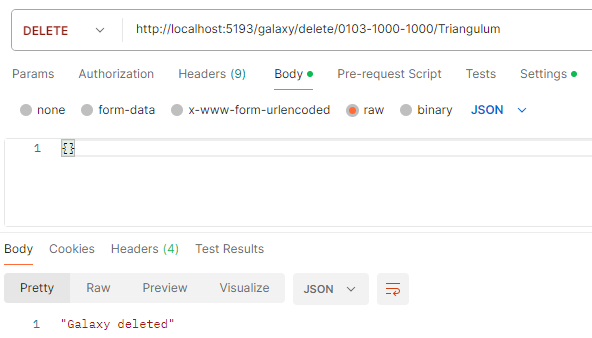 DELETE http://localhost:5193/galaxy/delete/0103-1000-1000/Triangulum
Params Authorization Headers (9) Body Pre-request Script Tests Settings
none form-data x-www-form-urlencoded raw binary JSON
1 {}
Body Cookies Headers (4) Test Results
Pretty Raw Preview Visualize JSON
1 "Galaxy deleted"